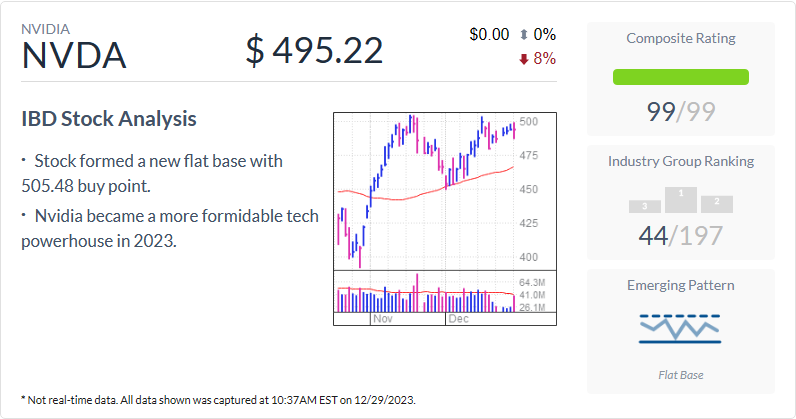 NVIDIA
NVDA
$ 495.22
$0.00 0%
8%
IBD Stock Analysis
· Stock formed a new flat base with
505.48 buy point.
· Nvidia became a more formidable tech
powerhouse in 2023.
500
475
450
425
400
64.3M
41.0M
26.1M
Nov Dec
Composite Rating
99/99
Industry Group Ranking
3 1 2
44/197
Emerging Pattern
Flat Base
* Not real-time data. All data shown was captured at 10:37AM EST on 12/29/2023.